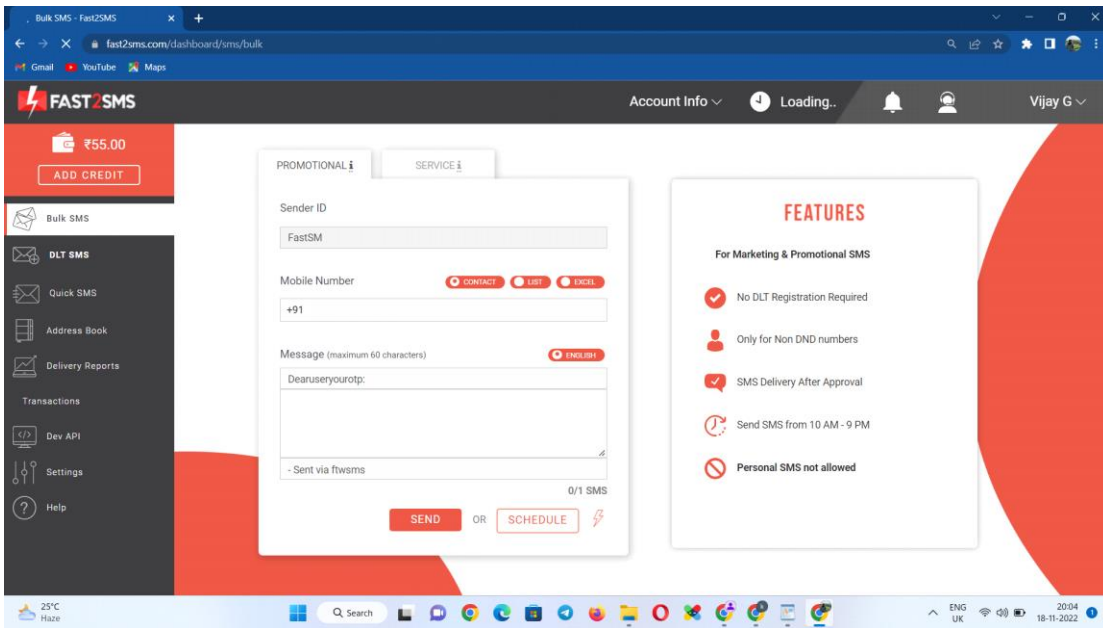 Bulk SMS - Fast2SMS
fast2sms.com/dashboard/sms/bulk
Gmail YouTube Maps
FAST2SMS
Account Info
Loading..
Vijay G
₹55.00
ADD CREDIT
Bulk SMS
DLT SMS
Quick SMS
Address Book
Delivery Reports
Transactions
Dev API
Settings
Help
PROMOTIONAL i
SERVICE i
Sender ID
FastSM
Mobile Number
CONTACT LIST EXCEL
+91
Message (maximum 60 characters)
ENGLISH
Dearuseryourotp:
- Sent via ftwsms
0/1 SMS
SEND OR SCHEDULE
FEATURES
For Marketing & Promotional SMS
No DLT Registration Required
Only for Non DND numbers
SMS Delivery After Approval
Send SMS from 10 AM - 9 PM
Personal SMS not allowed
25°C
Haze
Search
ENG
UK
20:04
18-11-2022
1